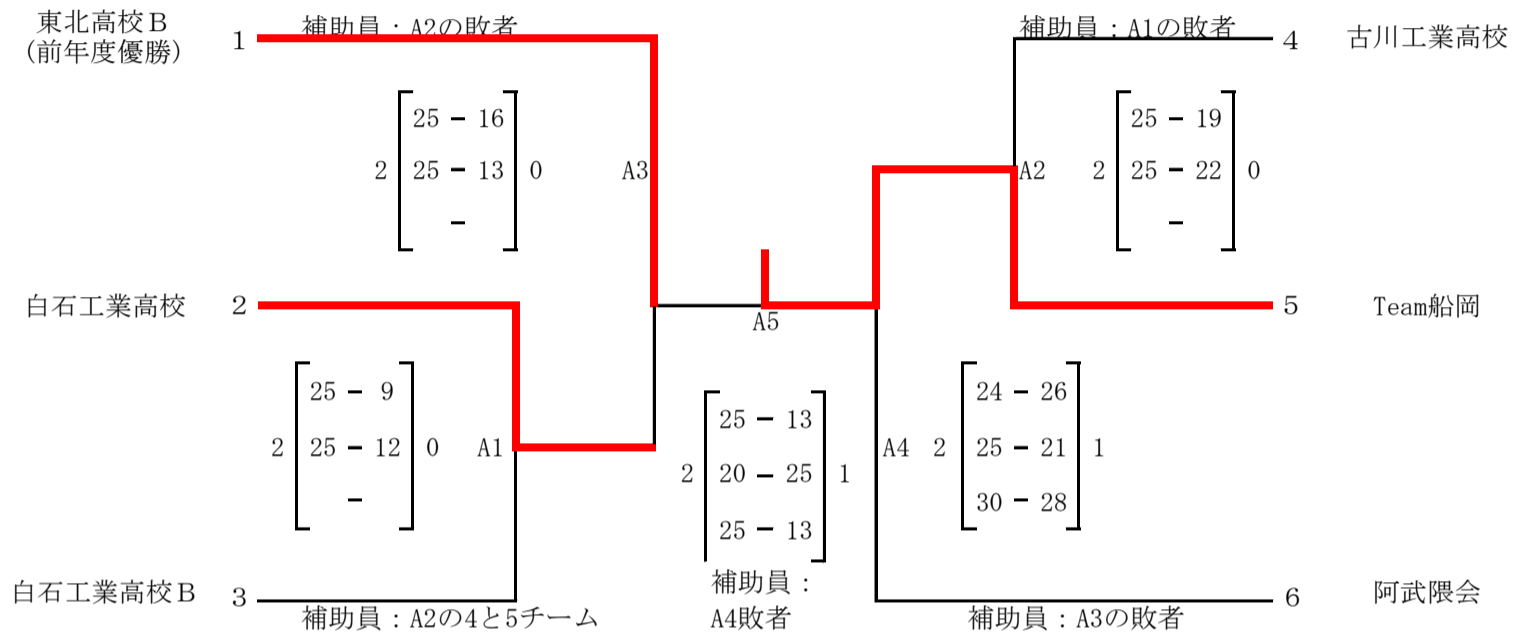 東北高校Ｂ
(前年度優勝)
1
補助員：A2の敗者
25 － 16
2 25 － 13 0
－
A3
白石工業高校
2
25 － 9
2 25 － 12 0
－
A1
白石工業高校Ｂ
3
補助員：A2の4と5チーム
A5
25 － 13
2 20 － 25 1
25 － 13
補助員：
A4敗者
補助員：A1の敗者
4
古川工業高校
A2
25 － 19
2 25 － 22 0
－
5
Team船岡
A4
24 － 26
2 25 － 21 1
30 － 28
6
阿武隈会
補助員：A3の敗者